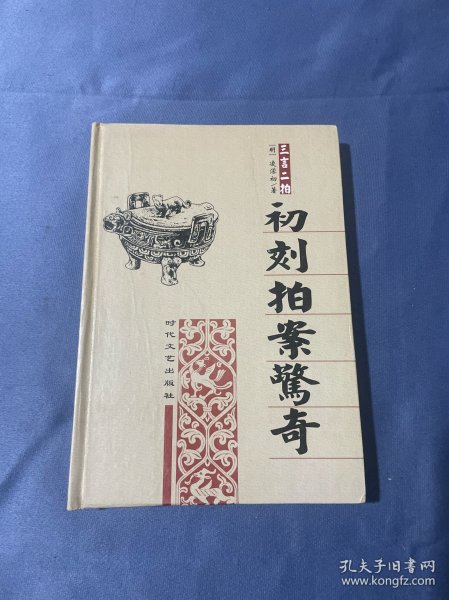 三言二拍
[明] 凌濛初/著
初刻拍案驚奇
时代文艺出版社
孔夫子旧书网
www.kongfz.com